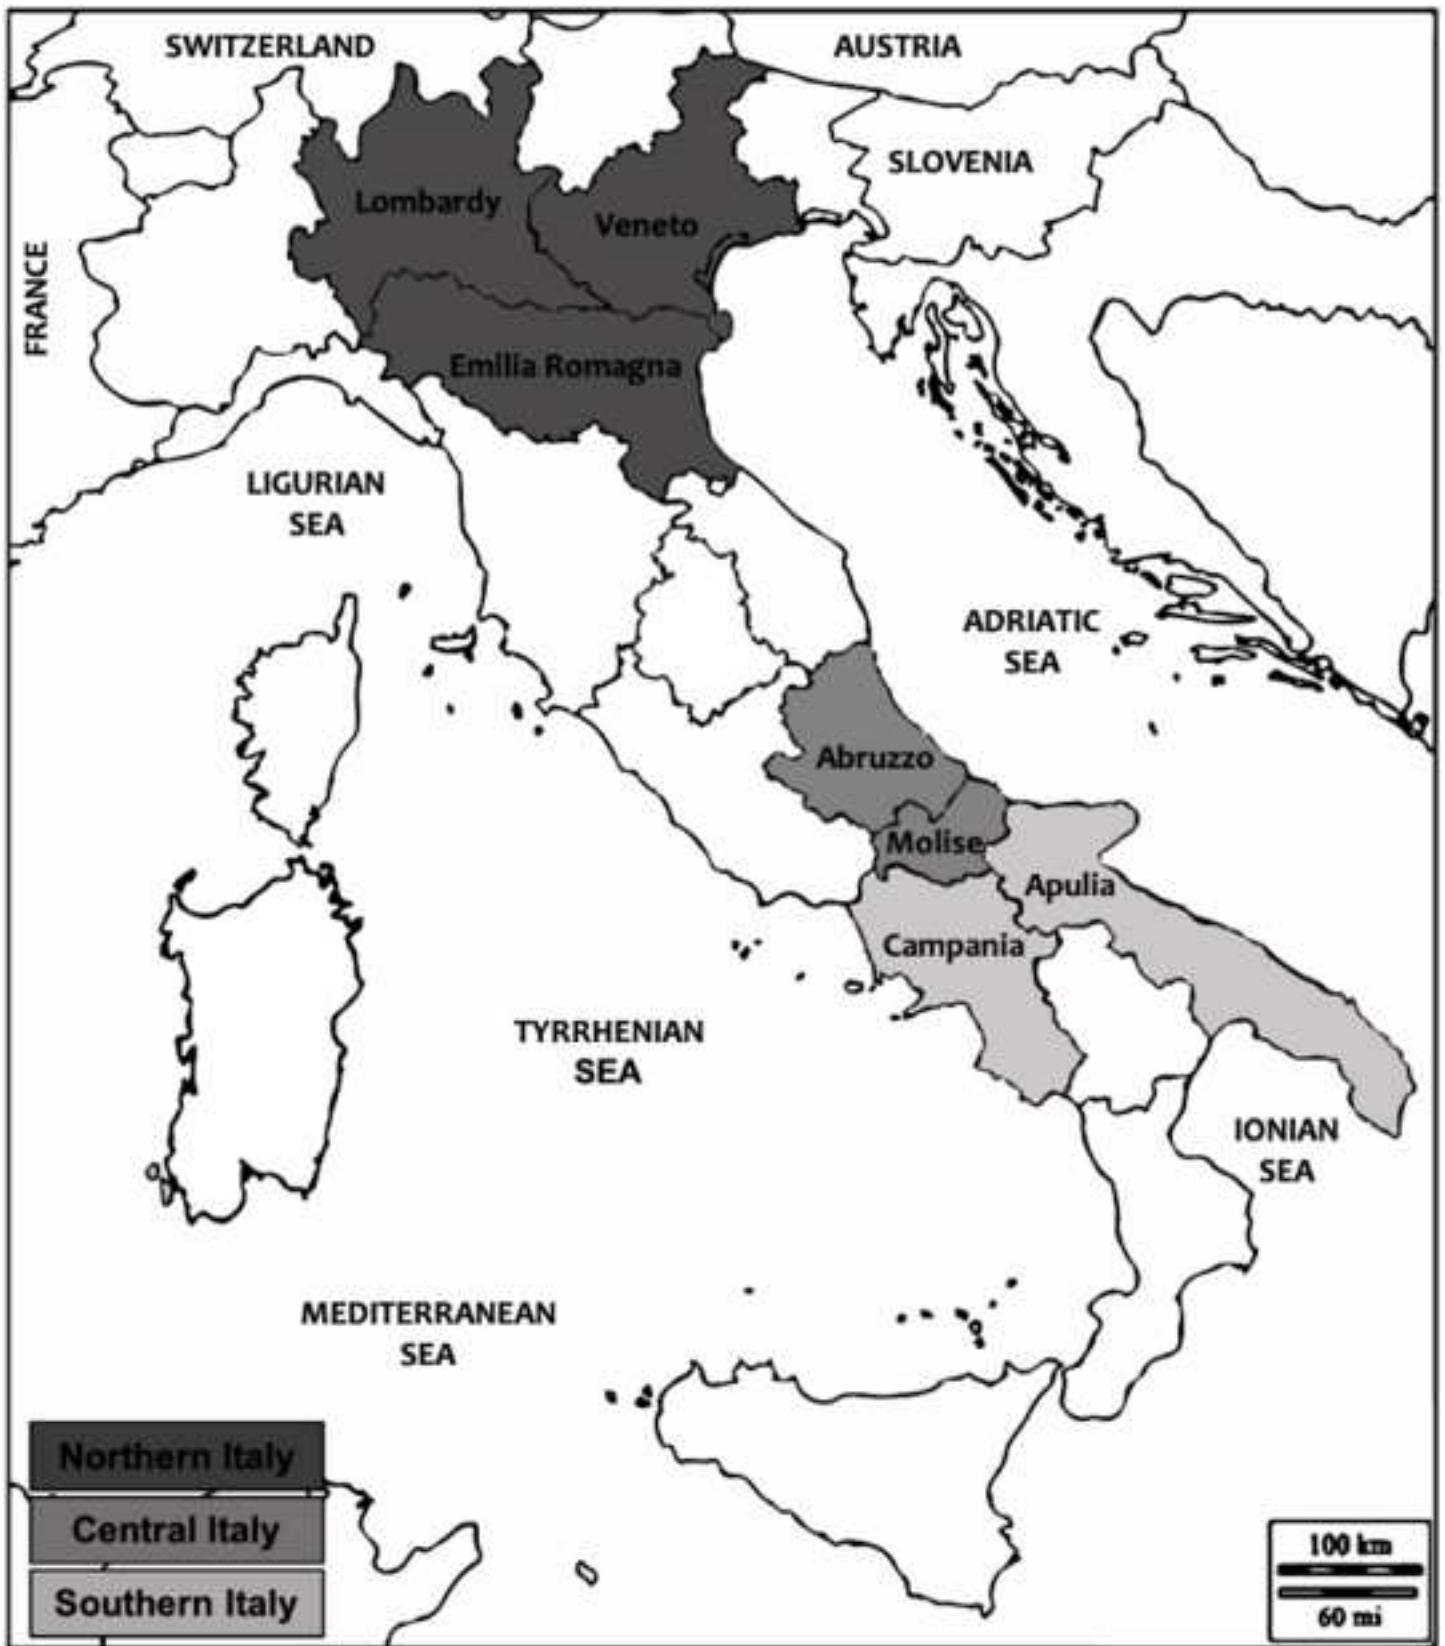 SWITZERLAND
AUSTRIA
SLOVENIA
Lombardy
Veneto
FRANCE
Emilia Romagna
LIGURIAN
SEA
ADRIATIC
SEA
Abruzzo
Molise
Apulia
Campania
TYRRHENIAN
SEA
IONIAN
SEA
MEDITERRANEAN
SEA
Northern Italy
Central Italy
Southern Italy
100 km
60 mi